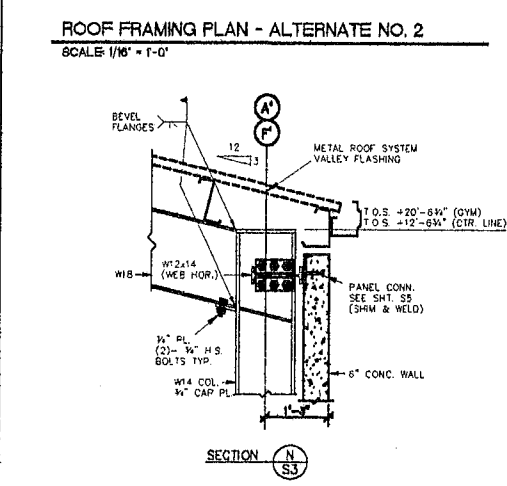 ROOF FRAMING PLAN - ALTERNATE NO. 2
SCALE: 1/16" = 1'-0"
BEVEL
FLANGES
A'
F'
12
3
METAL ROOF SYSTEM
VALLEY FLASHING
T.O.S. +20'-6¾" (GYM)
T.O.S. +12'-6¾" (CTR. LINE)
W12x14
(WEB HOR.)
W18
PANEL CONN.
SEE SHT. S5
(SHIM & WELD)
PL.
(2)- ¾" H.S.
BOLTS TYP.
W14 COL.
¾" CAP PL.
6" CONC. WALL
SECTION
N
S3